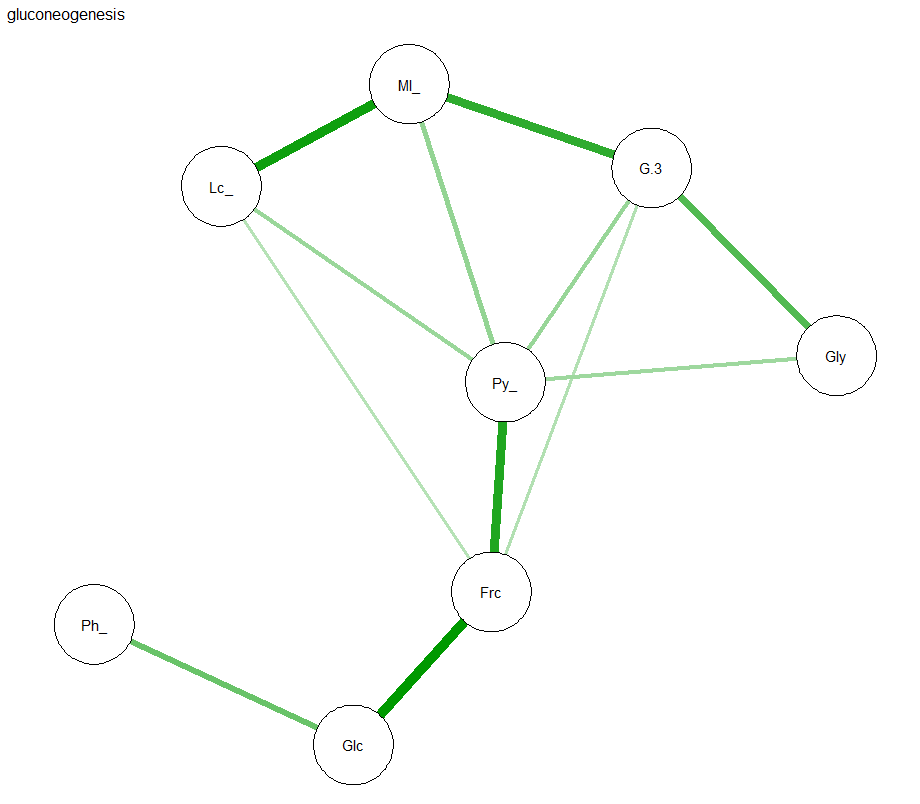 gluconeogenesis
Ml_
G.3
Lc_
Gly
Py_
Frc
Ph_
Glc